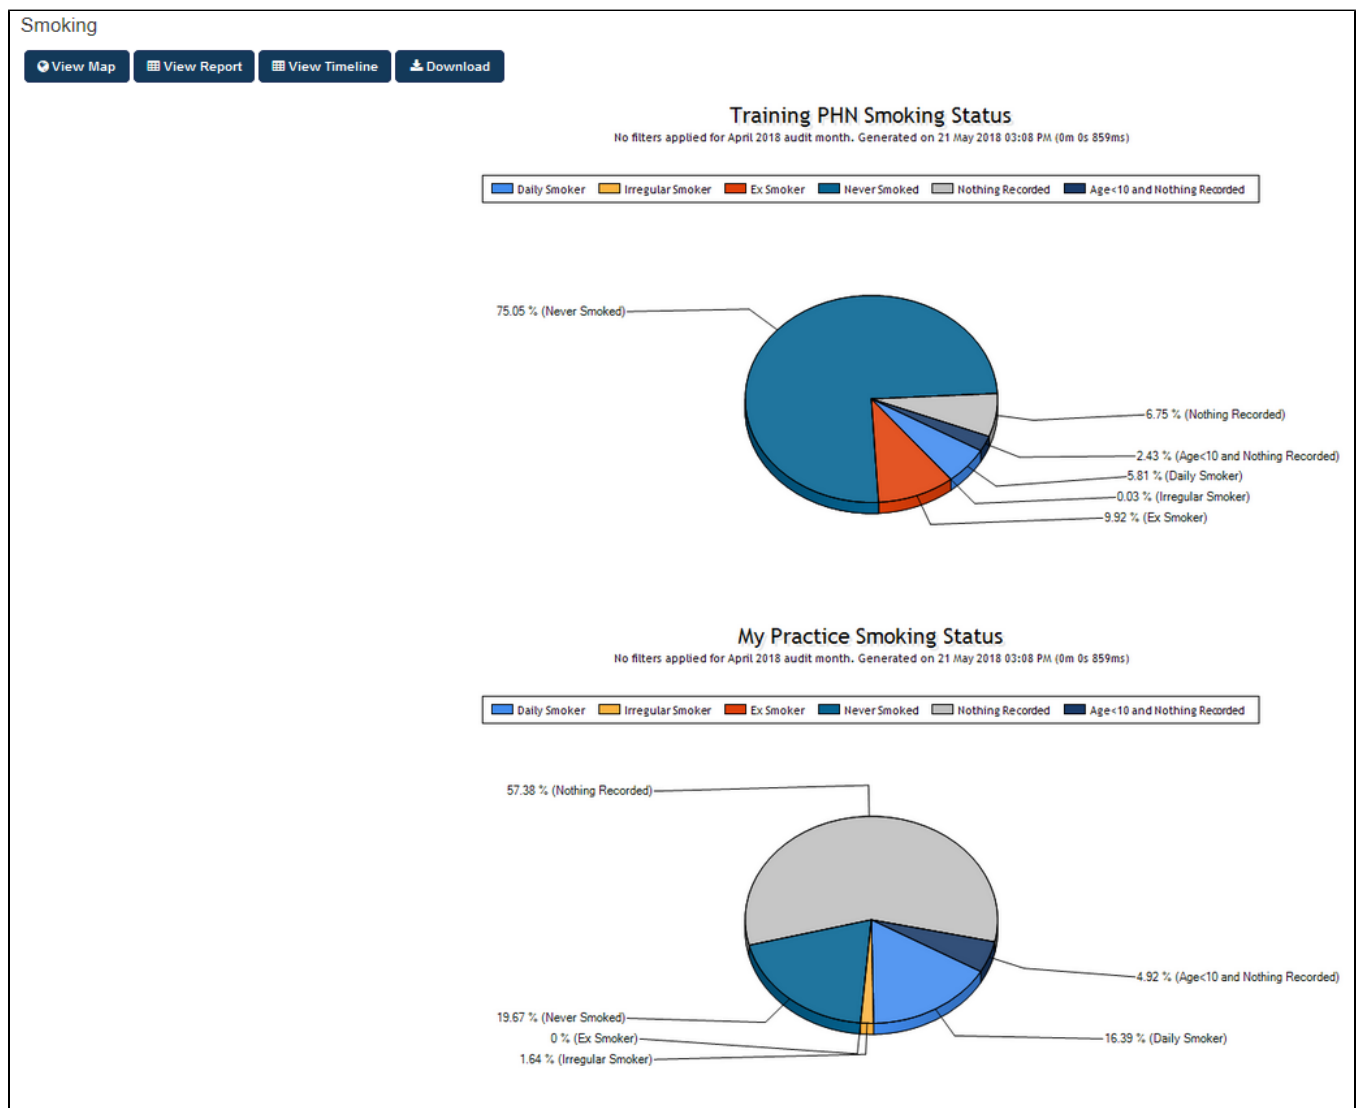 Smoking
View Map View Report View Timeline Download
Training PHN Smoking Status
No filters applied for April 2018 audit month. Generated on 21 May 2018 03:08 PM (0m 0s 859ms)
Daily Smoker Irregular Smoker Ex Smoker Never Smoked Nothing Recorded Age<10 and Nothing Recorded
75.05 % (Never Smoked)
6.75 % (Nothing Recorded)
2.43 % (Age<10 and Nothing Recorded)
5.81 % (Daily Smoker)
0.03 % (Irregular Smoker)
9.92 % (Ex Smoker)
My Practice Smoking Status
No filters applied for April 2018 audit month. Generated on 21 May 2018 03:08 PM (0m 0s 859ms)
Daily Smoker Irregular Smoker Ex Smoker Never Smoked Nothing Recorded Age<10 and Nothing Recorded
57.38 % (Nothing Recorded)
4.92 % (Age<10 and Nothing Recorded)
19.67 % (Never Smoked)
0 % (Ex Smoker)
16.39 % (Daily Smoker)
1.64 % (Irregular Smoker)